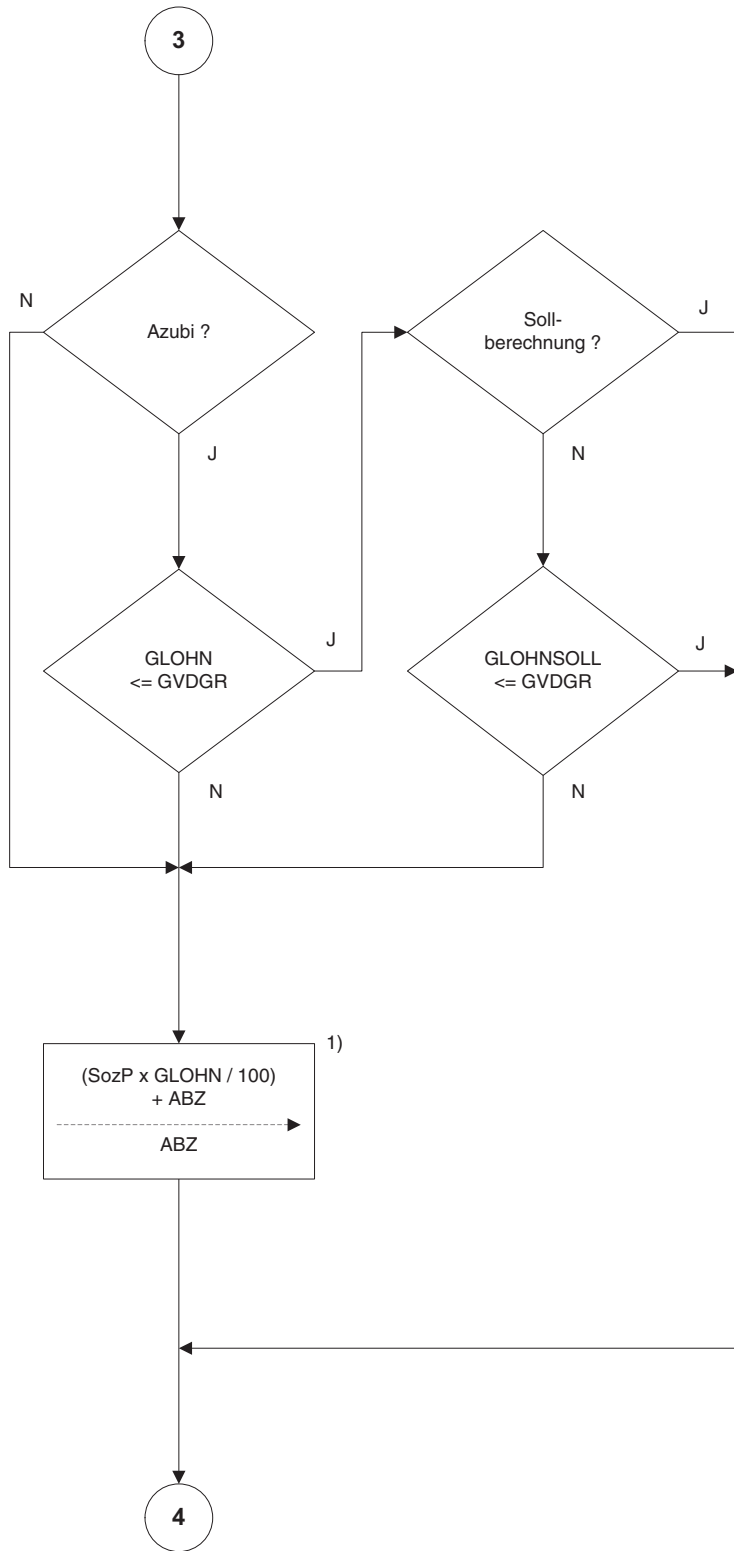 3
N
Azubi ?
Soll-
berechnung ?
J
J
N
GLOHN
<= GVDGR
J
GLOHNSOLL
<= GVDGR
J
N
N
1)
(SozP x GLOHN / 100)
+ ABZ
ABZ
4